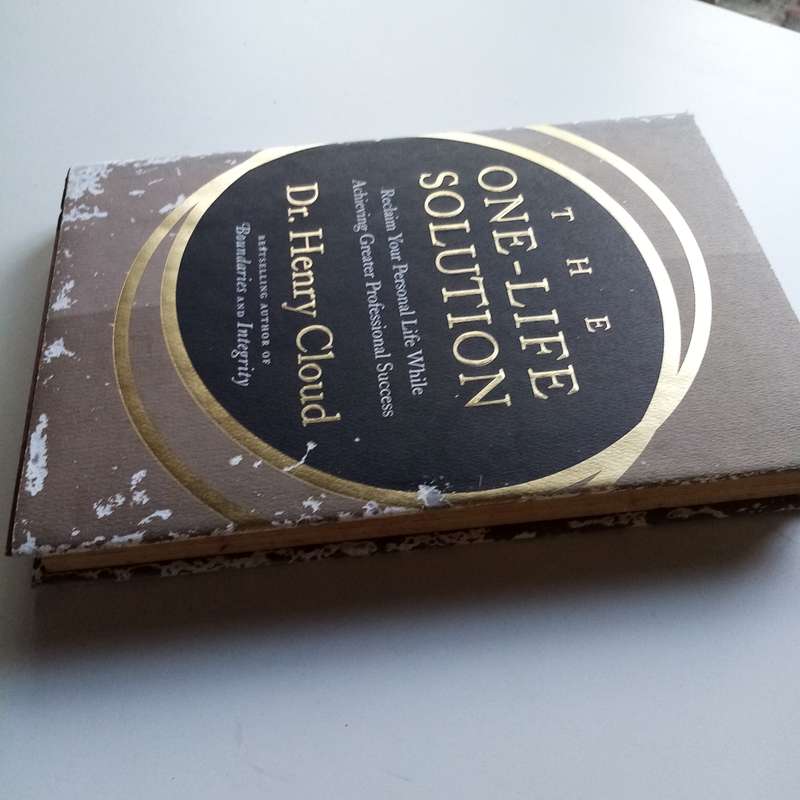 THE
ONE-LIFE
SOLUTION
Reclaim Your Personal Life While
Achieving Greater Professional Success
Dr. Henry Cloud
BESTSELLING AUTHOR OF
Boundaries AND Integrity